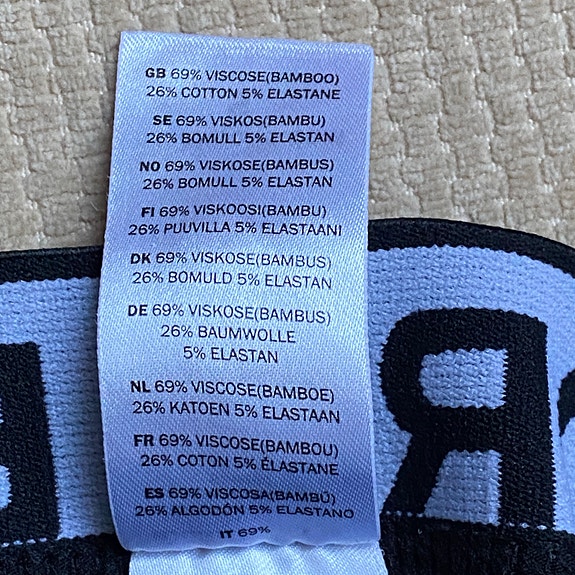 GB 69% VISCOSE(BAMBOO)
26% COTTON 5% ELASTANE
SE 69% VISKOS(BAMBU)
26% BOMULL 5% ELASTAN
NO 69% VISKOSE(BAMBUS)
26% BOMULL 5% ELASTAN
FI 69% VISKOOSI(BAMBU)
26% PUUVILLA 5% ELASTAANI
DK 69% VISKOSE(BAMBUS)
26% BOMULD 5% ELASTAN
DE 69% VISKOSE(BAMBUS)
26% BAUMWOLLE
5% ELASTAN
NL 69% VISCOSE(BAMBOE)
26% KATOEN 5% ELASTAAN
FR 69% VISCOSE(BAMBOU)
26% COTON 5% ÉLASTANE
ES 69% VISCOSA(BAMBÚ)
26% ALGODÓN 5% ELASTANO
IT 69%
R